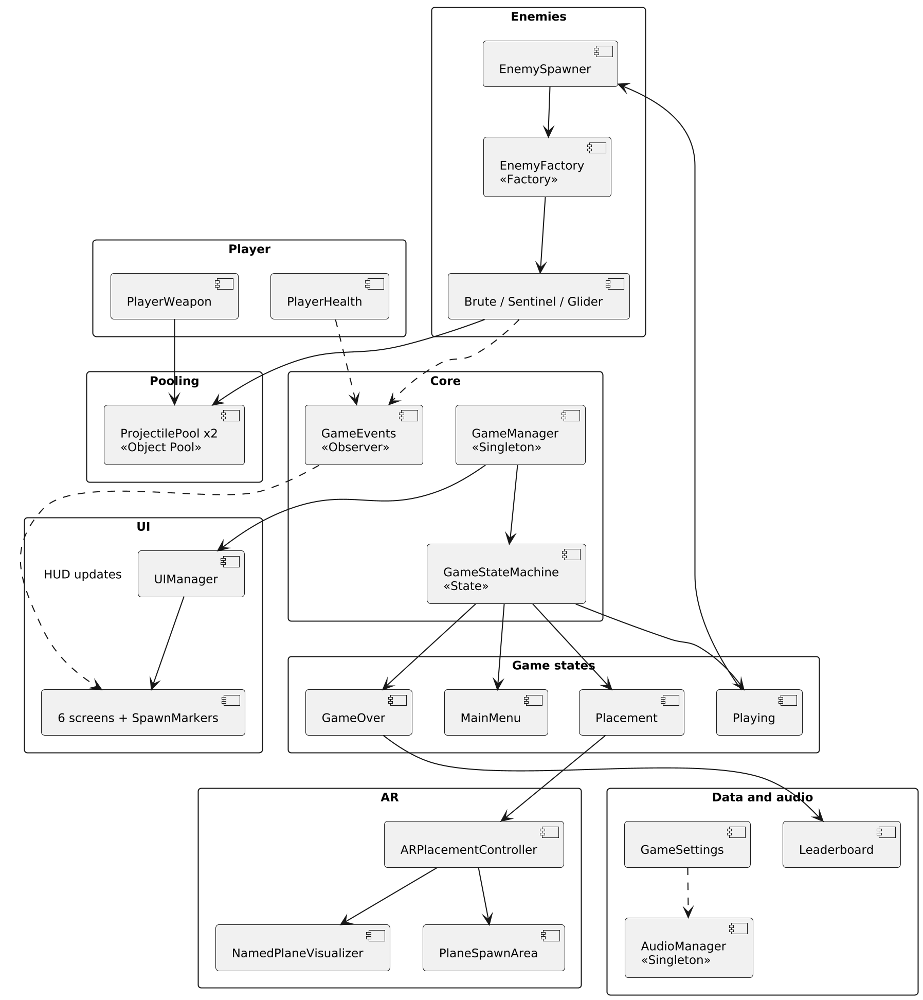 Enemies
EnemySpawner
EnemyFactory
«Factory»
Brute / Sentinel / Glider
Player
PlayerWeapon
PlayerHealth
Pooling
ProjectilePool x2
«Object Pool»
Core
GameEvents
«Observer»
GameManager
«Singleton»
GameStateMachine
«State»
UI
HUD updates
UIManager
6 screens + SpawnMarkers
Game states
GameOver
MainMenu
Placement
Playing
AR
ARPlacementController
NamedPlaneVisualizer
PlaneSpawnArea
Data and audio
GameSettings
Leaderboard
AudioManager
«Singleton»